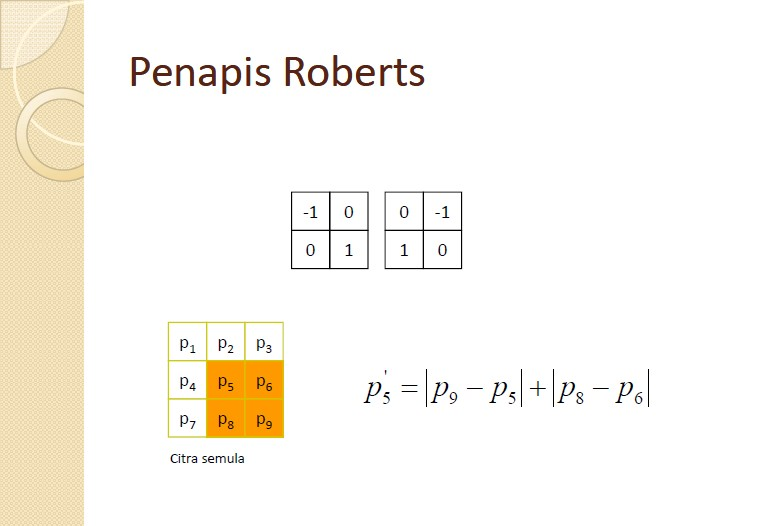 Penapis Roberts
-1 0 0 -1
0 1 1 0
p₁ p₂ p₃
p₄ p₅ p₆
p₇ p₈ p₉
p₅' = |p₉ − p₅| + |p₈ − p₆|
Citra semula